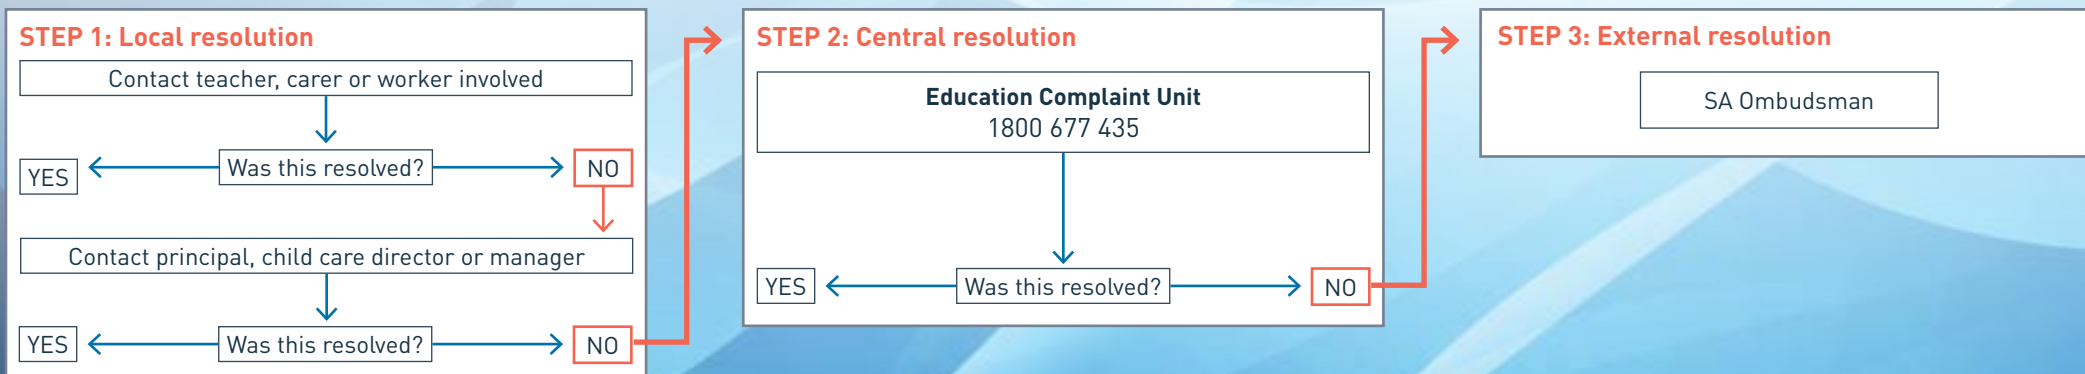 STEP 1: Local resolution
Contact teacher, carer or worker involved
Was this resolved?
YES
NO
Contact principal, child care director or manager
Was this resolved?
YES
NO
STEP 2: Central resolution
Education Complaint Unit
1800 677 435
Was this resolved?
YES
NO
STEP 3: External resolution
SA Ombudsman